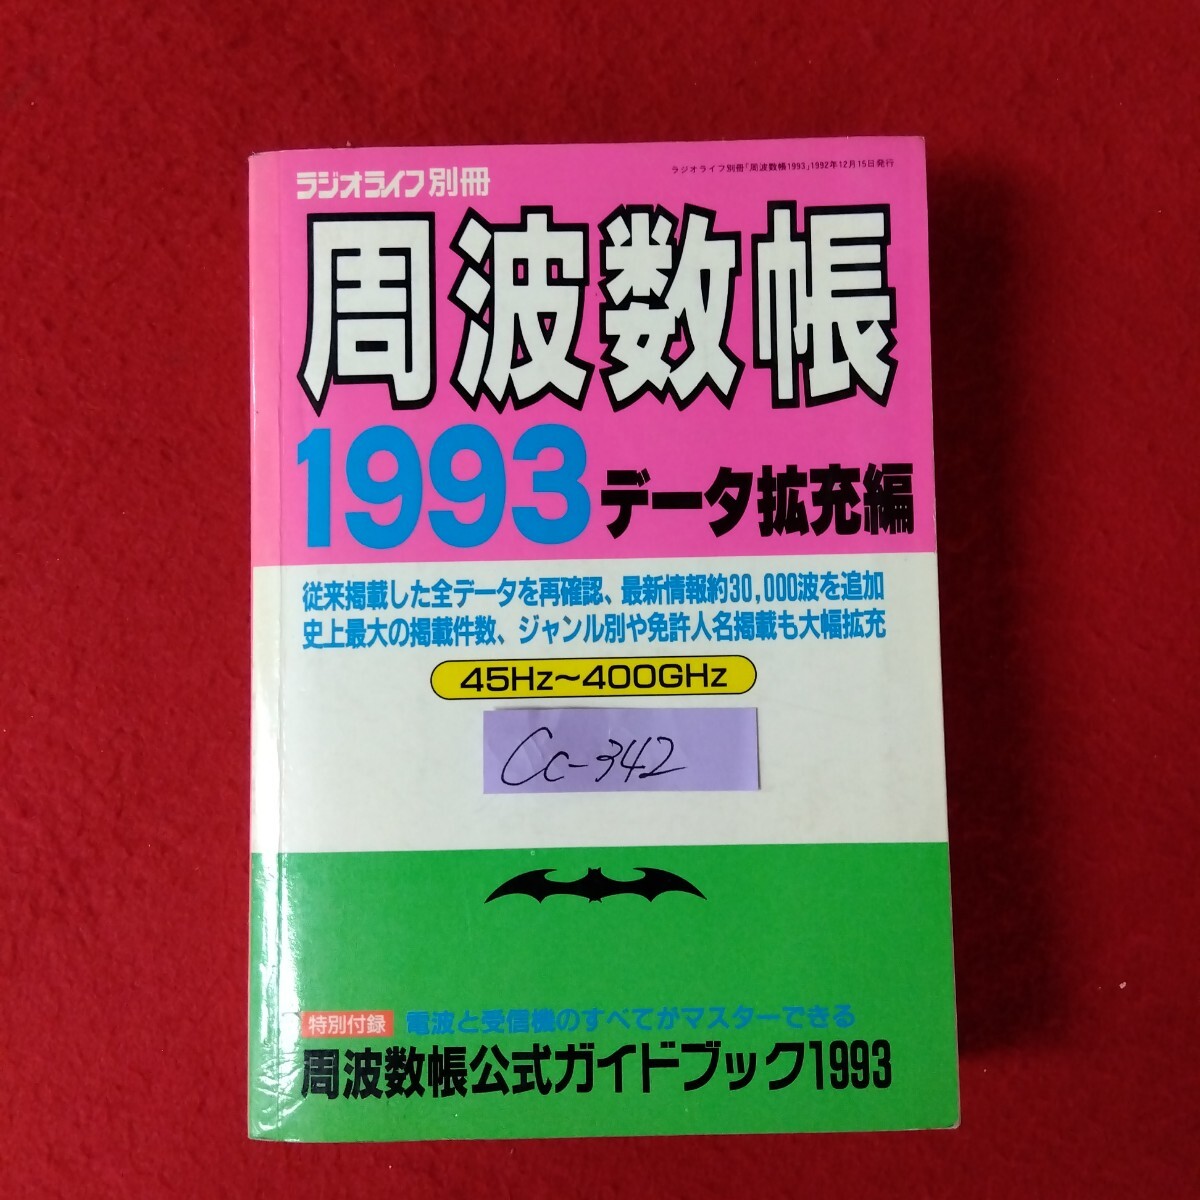 ラジオライフ別冊「周波数帳1993」1992年12月15日発行
ラジオライフ別冊
周波数帳
1993データ拡充編
従来掲載した全データを再確認、最新情報約30,000波を追加
史上最大の掲載件数、ジャンル別や免許人名掲載も大幅拡充
45Hz〜400GHz
Cc-342
特別付録 電波と受信機のすべてがマスターできる
周波数帳公式ガイドブック1993